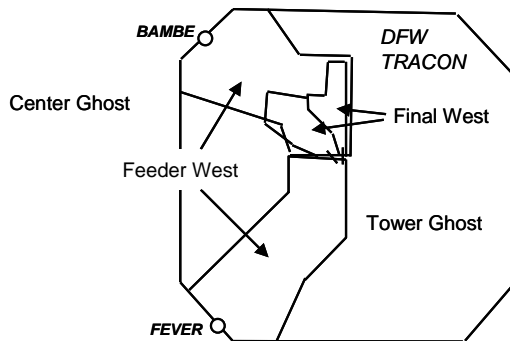 BAMBE
DFW
TRACON
Center Ghost
Final West
Feeder West
Tower Ghost
FEVER